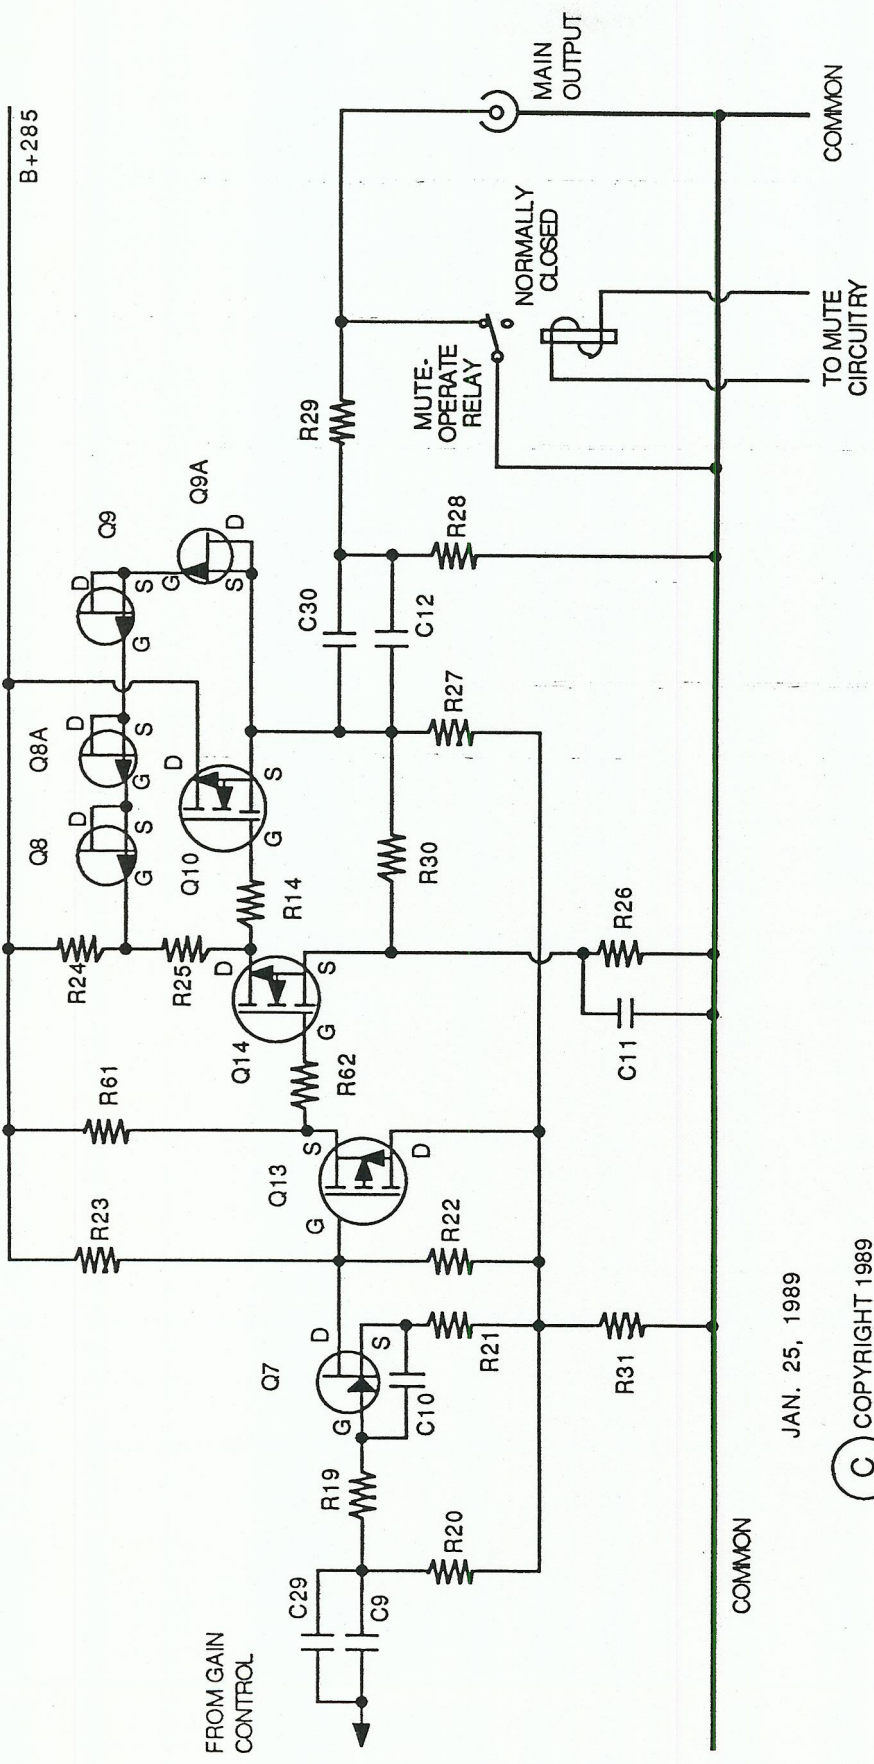 B+285
Q9
Q9A
Q8A
Q8
D
S
G
D
S
G
D
S
G
D
G
S
R24
R25
Q10
D
S
G
R14
R61
R23
Q14
D
S
G
R62
Q13
S
G
D
R30
R27
C30
C12
R28
R29
MUTE-
OPERATE
RELAY
NORMALLY
CLOSED
MAIN
OUTPUT
FROM GAIN
CONTROL
C29
C9
R19
R20
Q7
D
S
G
C10
R21
R22
R31
C11
R26
COMMON
TO MUTE
CIRCUITRY
COMMON
JAN. 25, 1989
C COPYRIGHT 1989